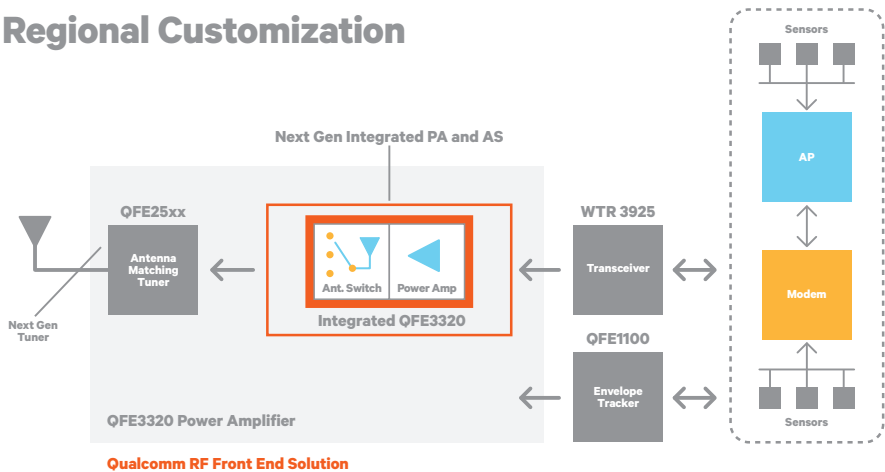 Regional Customization
Sensors
AP
Next Gen Integrated PA and AS
QFE25xx
Antenna
Matching
Tuner
Ant. Switch
Power Amp
Integrated QFE3320
WTR 3925
Transceiver
Modem
Next Gen
Tuner
QFE1100
Envelope
Tracker
Sensors
QFE3320 Power Amplifier
Qualcomm RF Front End Solution